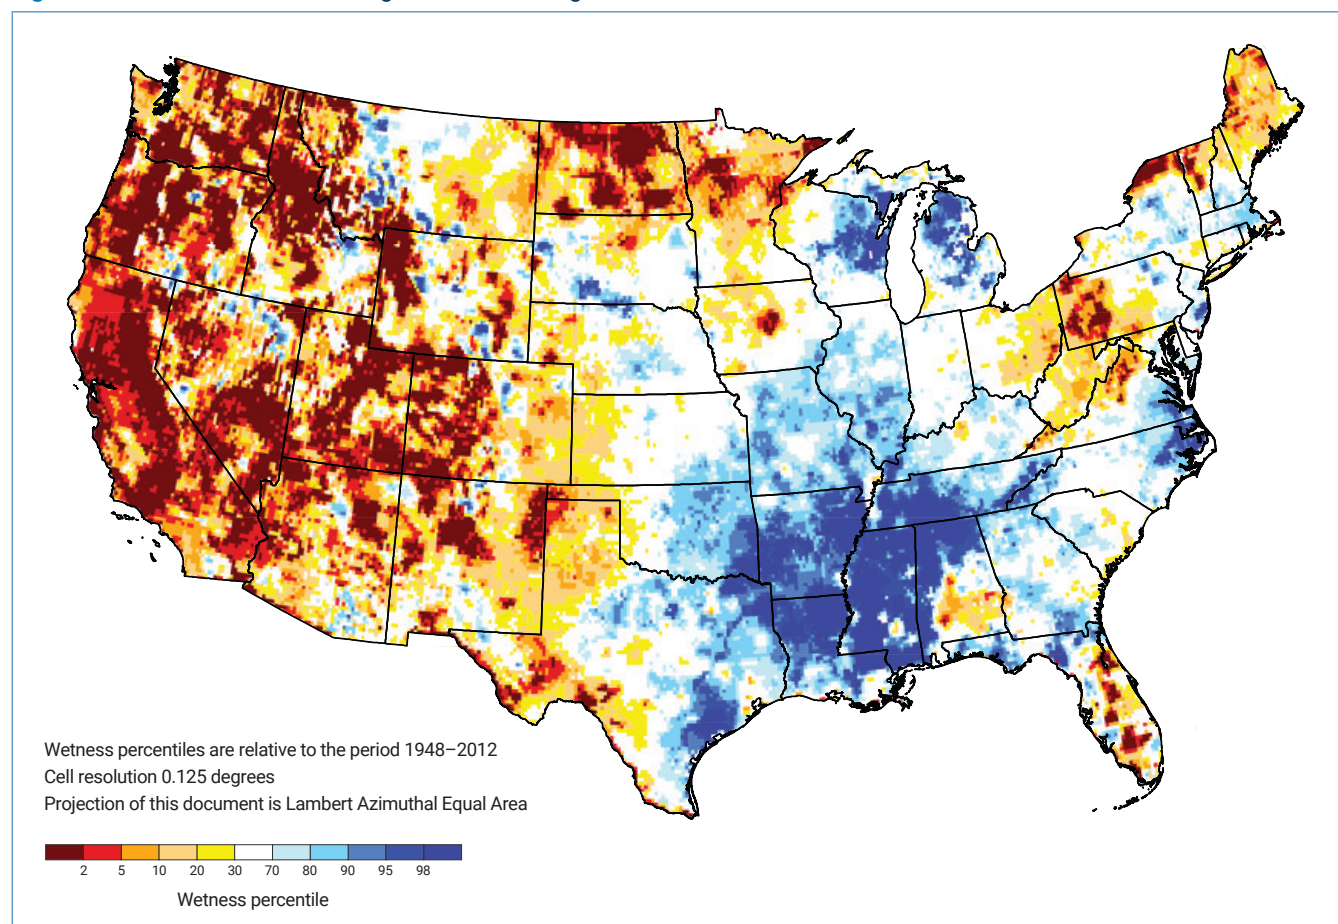 Wetness percentiles are relative to the period 1948–2012
Cell resolution 0.125 degrees
Projection of this document is Lambert Azimuthal Equal Area
2 5 10 20 30 70 80 90 95 98
Wetness percentile